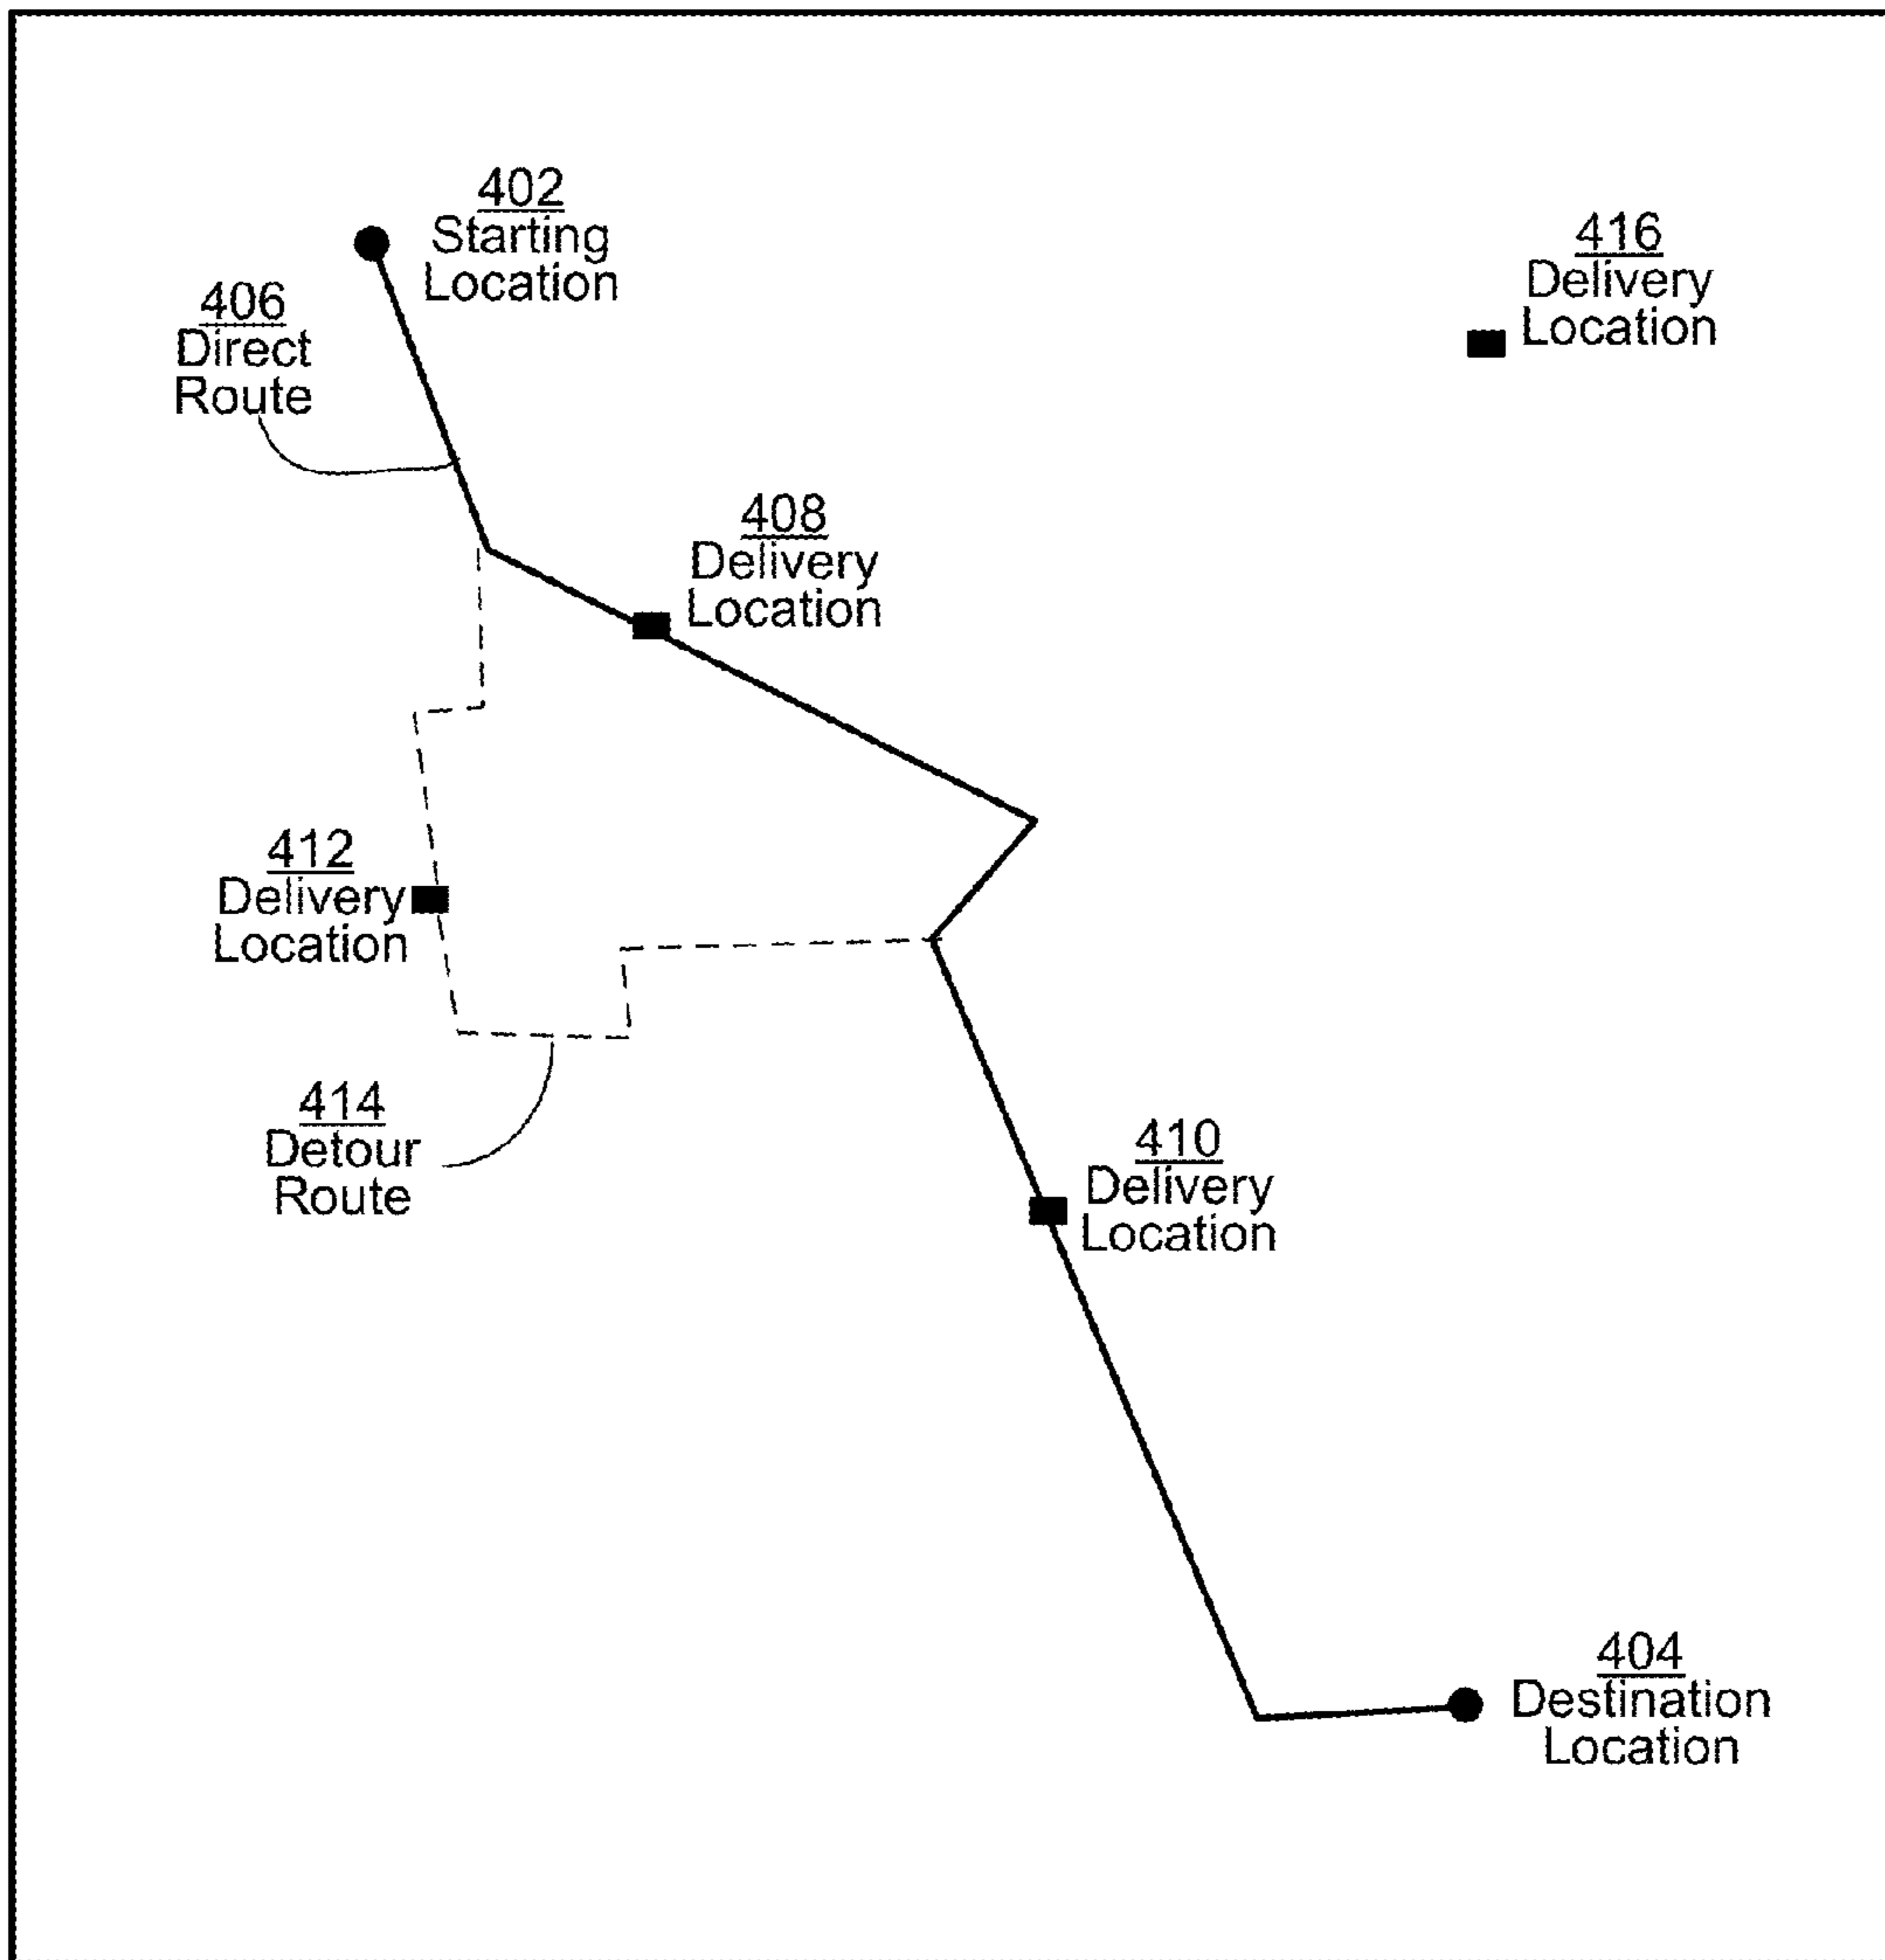 402
Starting
Location
416
Delivery
Location
406
Direct
Route
408
Delivery
Location
412
Delivery
Location
414
Detour
Route
410
Delivery
Location
404
Destination
Location